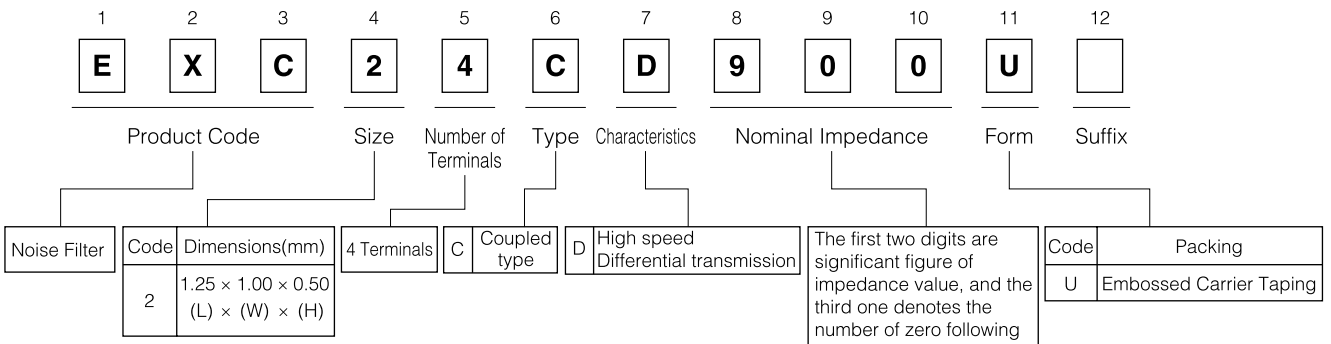 1 2 3 4 5 6 7 8 9 10 11 12
E X C 2 4 C D 9 0 0 U
Product Code Size Number of Terminals Type Characteristics Nominal Impedance Form Suffix
Noise Filter
Code Dimensions(mm)
2 1.25 × 1.00 × 0.50
(L) × (W) × (H)
4 Terminals
C Coupled
type
D High speed
Differential transmission
The first two digits are
significant figure of
impedance value, and the
third one denotes the
number of zero following
Code Packing
U Embossed Carrier Taping